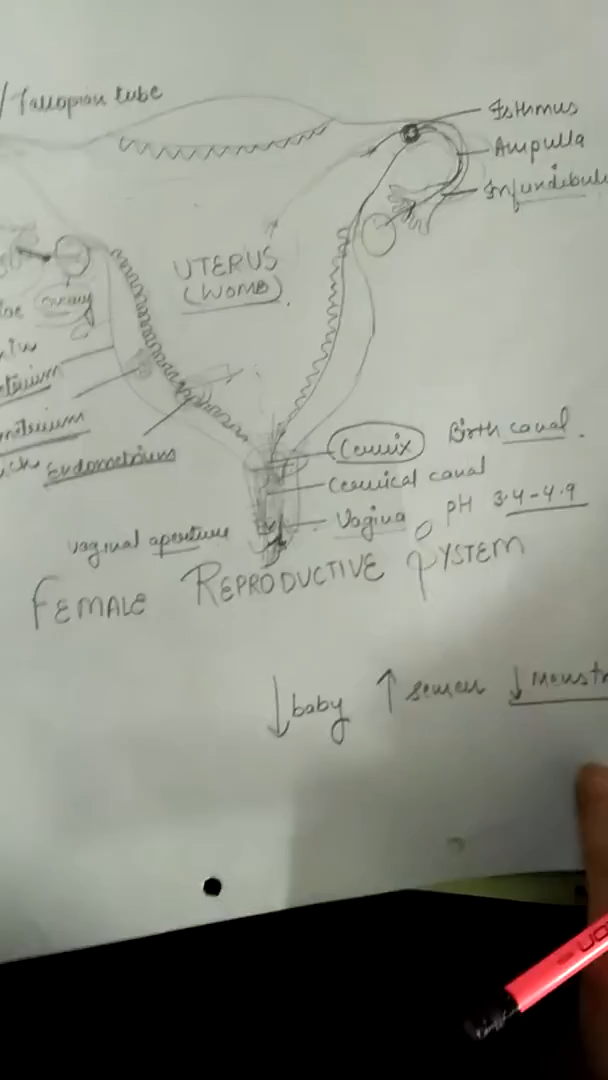 /Fallopian tube
Isthmus
Ampulla
Infundibul
UTERUS
(WOMB).
ovary
Endometrium
Cervix
Birth canal.
Cervical canal
Vagina
pH 3.4-4.9
vaginal aperture
FEMALE REPRODUCTIVE SYSTEM
↓baby ↑ semen ↓ menst